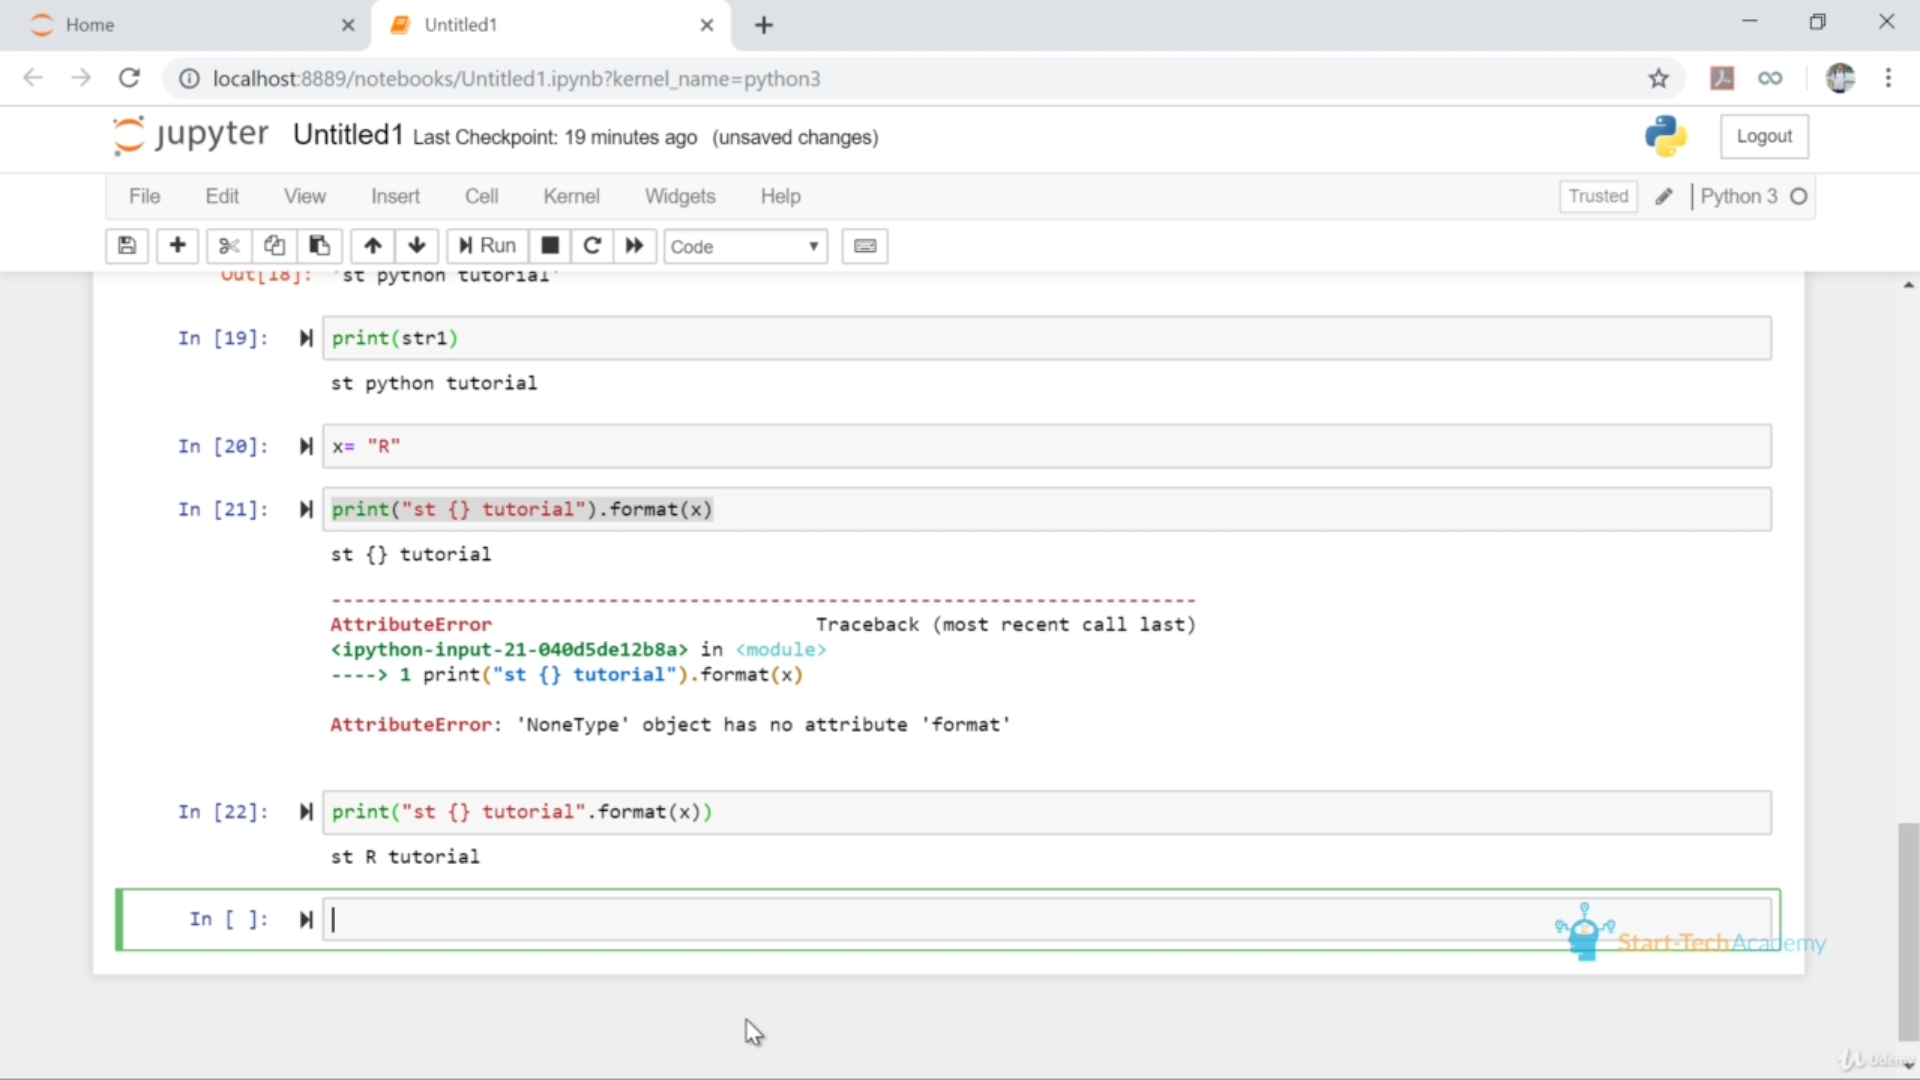 Home
Untitled1
localhost:8889/notebooks/Untitled1.ipynb?kernel_name=python3
jupyter Untitled1 Last Checkpoint: 19 minutes ago (unsaved changes)
Logout
File Edit View Insert Cell Kernel Widgets Help
Trusted
Python 3
Run
Code
Out[18]: 'st python tutorial'
In [19]: print(str1)
st python tutorial
In [20]: x= "R"
In [21]: print("st {} tutorial").format(x)
st {} tutorial
---------------------------------------------------------------------------
AttributeError Traceback (most recent call last)
<ipython-input-21-040d5de12b8a> in <module>
----> 1 print("st {} tutorial").format(x)
AttributeError: 'NoneType' object has no attribute 'format'
In [22]: print("st {} tutorial".format(x))
st R tutorial
In [ ]:
Start-TechAcademy
Udemy